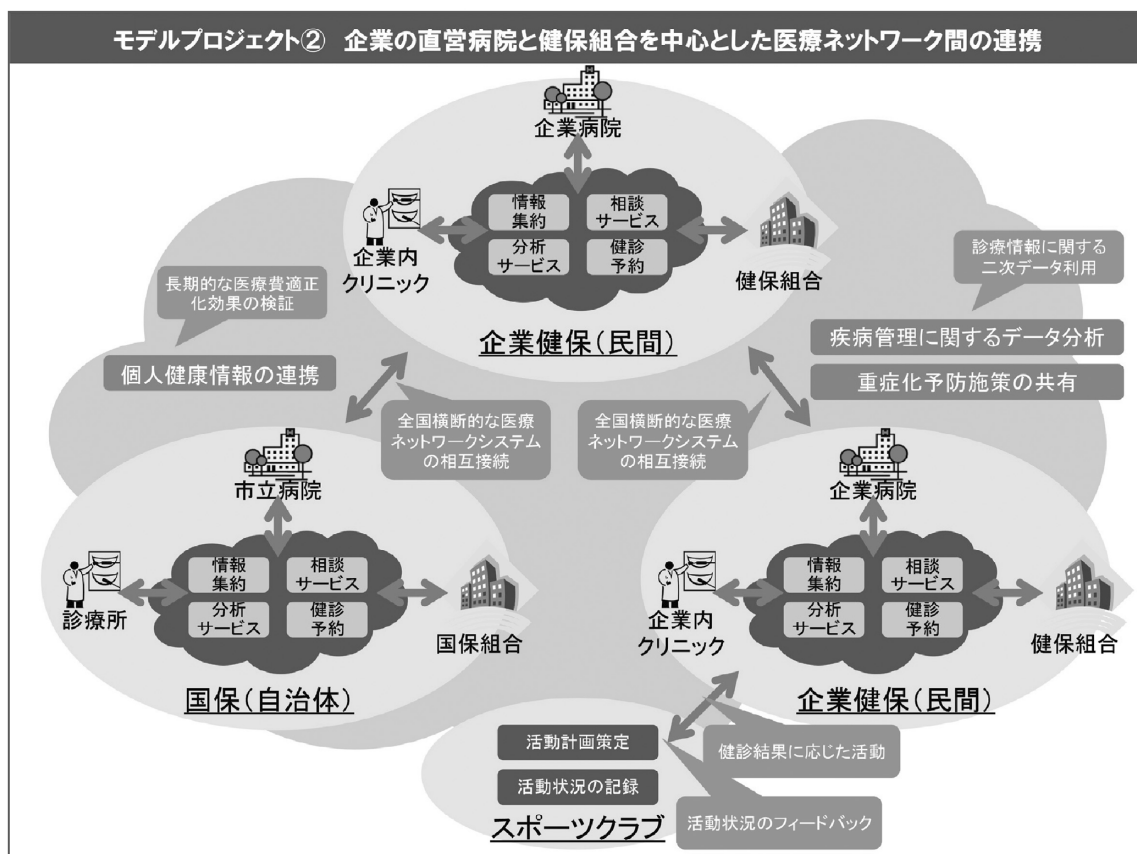 モデルプロジェクト② 企業の直営病院と健保組合を中心とした医療ネットワーク間の連携
企業病院
情報
集約
相談
サービス
分析
サービス
健診
予約
企業内
クリニック
健保組合
企業健保(民間)
長期的な医療費適正
化効果の検証
個人健康情報の連携
診療情報に関する
二次データ利用
疾病管理に関するデータ分析
重症化予防施策の共有
全国横断的な医療
ネットワークシステム
の相互接続
全国横断的な医療
ネットワークシステム
の相互接続
市立病院
情報
集約
相談
サービス
分析
サービス
健診
予約
診療所
国保組合
国保(自治体)
企業病院
情報
集約
相談
サービス
分析
サービス
健診
予約
企業内
クリニック
健保組合
企業健保(民間)
活動計画策定
活動状況の記録
スポーツクラブ
健診結果に応じた活動
活動状況のフィードバック